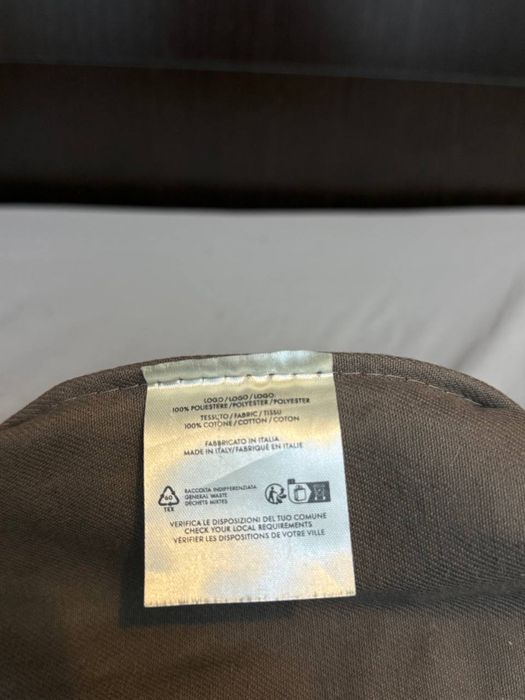 LOGO/LOGO/LOGO:
100% POLIESTERE/POLYESTER/POLYESTER
TESSUTO/FABRIC/TISSU
100% COTONE/COTTON/COTON
FABBRICATO IN ITALIA
MADE IN ITALY/FABRIQUÉ EN ITALIE
60
TEX
RACCOLTA INDIFFERENZIATA
GENERAL WASTE
DÉCHETS MIXTES
VERIFICA LE DISPOSIZIONI DEL TUO COMUNE
CHECK YOUR LOCAL REQUIREMENTS
VÉRIFIER LES DISPOSITIONS DE VOTRE VILLE